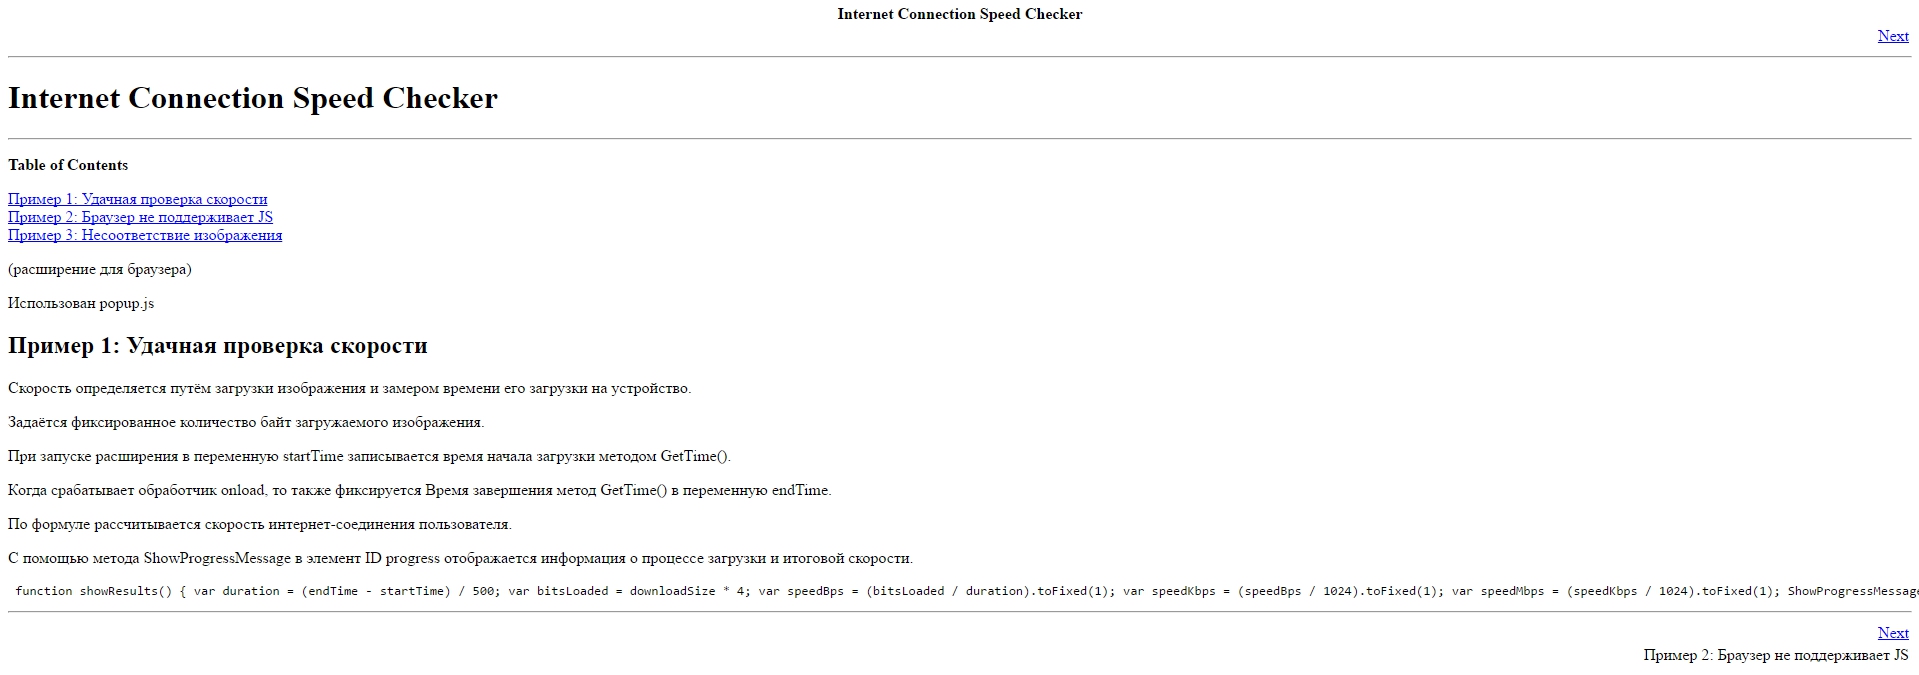 Internet Connection Speed Checker
Next
Internet Connection Speed Checker
Table of Contents
Пример 1: Удачная проверка скорости
Пример 2: Браузер не поддерживает JS
Пример 3: Несоответствие изображения
(расширение для браузера)
Использован popup.js
Пример 1: Удачная проверка скорости
Скорость определяется путём загрузки изображения и замером времени его загрузки на устройство.
Задаётся фиксированное количество байт загружаемого изображения.
При запуске расширения в переменную startTime записывается время начала загрузки методом GetTime().
Когда срабатывает обработчик onload, то также фиксируется Время завершения метод GetTime() в переменную endTime.
По формуле рассчитывается скорость интернет-соединения пользователя.
С помощью метода ShowProgressMessage в элемент ID progress отображается информация о процессе загрузки и итоговой скорости.
function showResults() { var duration = (endTime - startTime) / 500; var bitsLoaded = downloadSize * 4; var speedBps = (bitsLoaded / duration).toFixed(1); var speedKbps = (speedBps / 1024).toFixed(1); var speedMbps = (speedKbps / 1024).toFixed(1); ShowProgressMessage
Next
Пример 2: Браузер не поддерживает JS